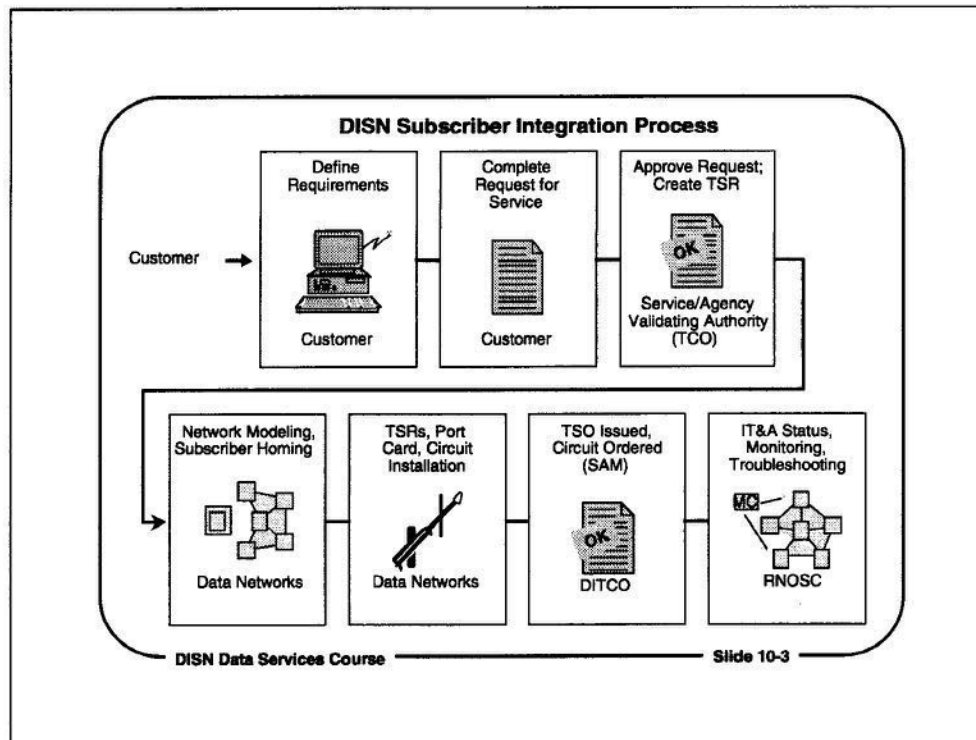 DISN Subscriber Integration Process
Customer
Define
Requirements
Customer
Complete
Request for
Service
Customer
Approve Request;
Create TSR
OK
Service/Agency
Validating Authority
(TCO)
Network Modeling,
Subscriber Homing
Data Networks
TSRs, Port
Card, Circuit
Installation
Data Networks
TSO Issued,
Circuit Ordered
(SAM)
OK
DITCO
IT&A Status,
Monitoring,
Troubleshooting
MC
RNOSC
DISN Data Services Course
Slide 10-3